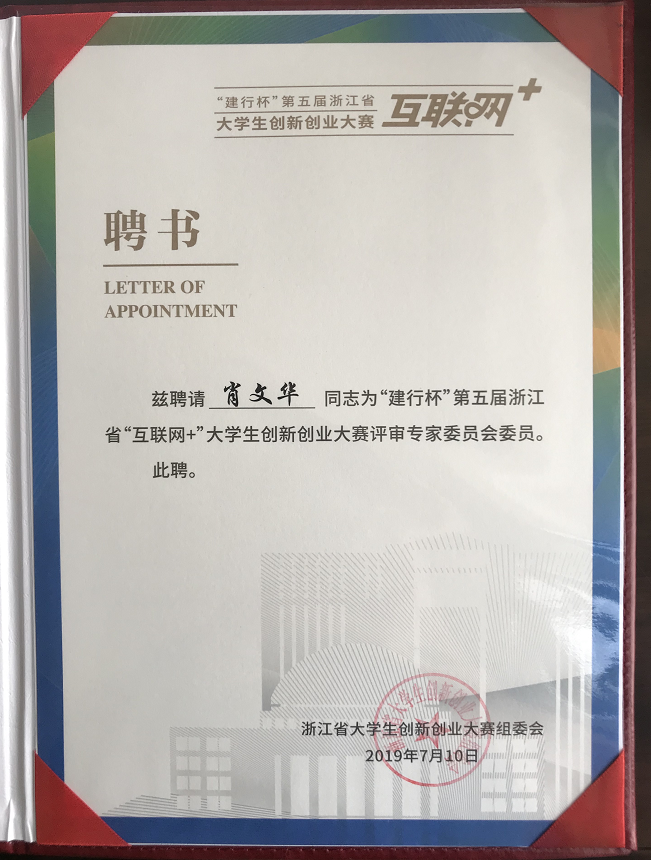 “建行杯”第五届浙江省
大学生创新创业大赛
互联网+
聘书
LETTER OF
APPOINTMENT
兹聘请 肖文华 同志为“建行杯”第五届浙江
省“互联网+”大学生创新创业大赛评审专家委员会委员。
此聘。
浙江省大学生创新创业大赛组委会
2019年7月10日